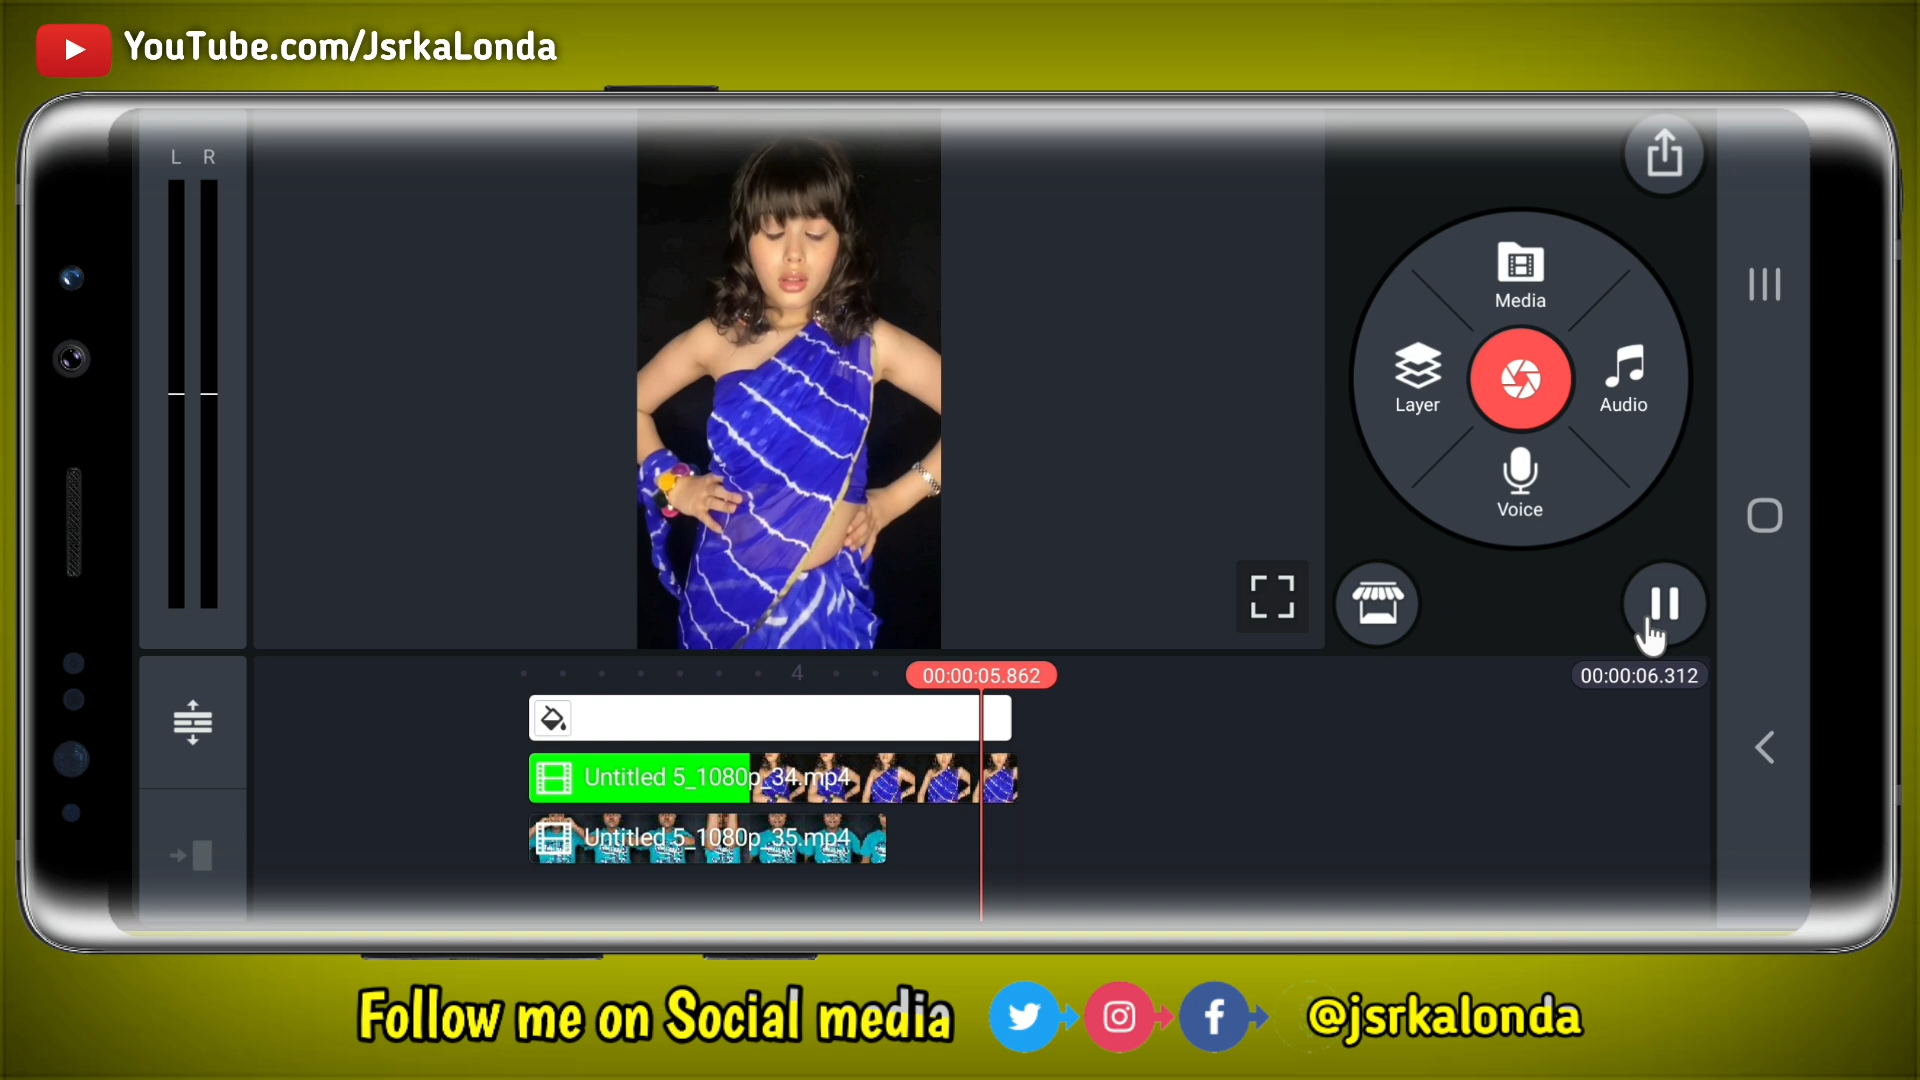 YouTube.com/JsrkaLonda
L R
Media
Layer
Audio
Voice
4
00:00:05.862
00:00:06.312
Untitled 5_1080p_34.mp4
Untitled 5_1080p_35.mp4
Follow me on Social media
@jsrkalonda